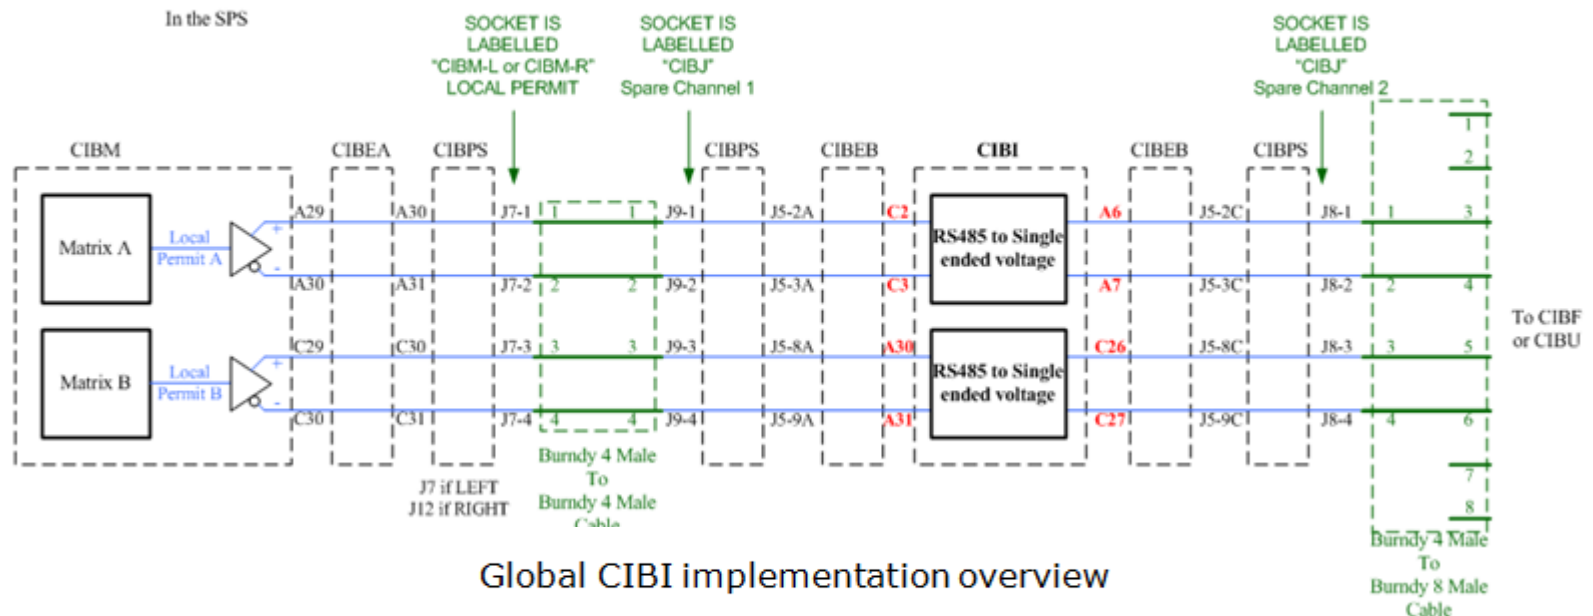 In the SPS
SOCKET IS
LABELLED
"CIBM-L or CIBM-R"
LOCAL PERMIT
SOCKET IS
LABELLED
"CIBJ"
Spare Channel 1
SOCKET IS
LABELLED
"CIBJ"
Spare Channel 2
CIBM
CIBEA
CIBPS
CIBPS
CIBEB
CIBI
CIBEB
CIBPS
1
2
A29
A30
J7-1
1
1
J9-1
J5-2A
C2
A6
J5-2C
J8-1
1
3
Matrix A
Local
Permit A
+
-
RS485 to Single
ended voltage
A30
A31
J7-2
2
2
J9-2
J5-3A
C3
A7
J5-3C
J8-2
2
4
To CIBF
or CIBU
C29
C30
J7-3
3
3
J9-3
J5-8A
A30
C26
J5-8C
J8-3
3
5
Matrix B
Local
Permit B
+
-
RS485 to Single
ended voltage
C30
C31
J7-4
4
4
J9-4
J5-9A
A31
C27
J5-9C
J8-4
4
6
7
8
J7 if LEFT
J12 if RIGHT
Burndy 4 Male
To
Burndy 4 Male
Cable
Burndy 4 Male
To
Burndy 8 Male
Cable
Global CIBI implementation overview